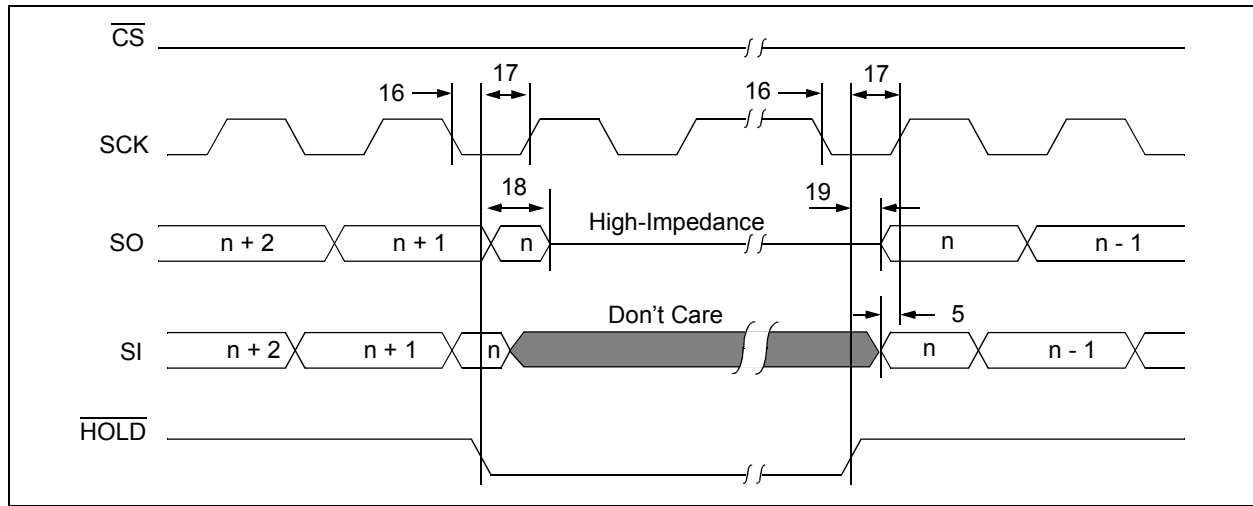 CS
16 17 16 17
SCK
18 19
High-Impedance
SO n + 2 n + 1 n n n - 1
Don't Care 5
SI n + 2 n + 1 n n n - 1
HOLD